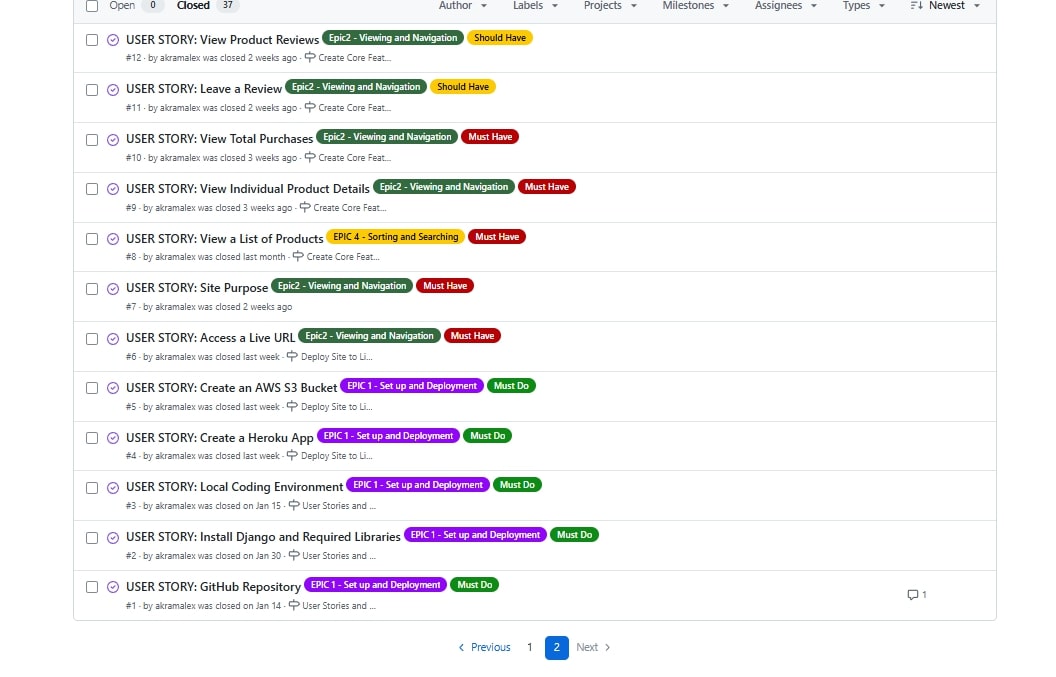 Open 0 Closed 37 Author Labels Projects Milestones Assignees Types Newest
USER STORY: View Product Reviews Epic2 - Viewing and Navigation Should Have
#12 · by akramalex was closed 2 weeks ago · Create Core Feat...
USER STORY: Leave a Review Epic2 - Viewing and Navigation Should Have
#11 · by akramalex was closed 2 weeks ago · Create Core Feat...
USER STORY: View Total Purchases Epic2 - Viewing and Navigation Must Have
#10 · by akramalex was closed 3 weeks ago · Create Core Feat...
USER STORY: View Individual Product Details Epic2 - Viewing and Navigation Must Have
#9 · by akramalex was closed 3 weeks ago · Create Core Feat...
USER STORY: View a List of Products EPIC 4 - Sorting and Searching Must Have
#8 · by akramalex was closed last month · Create Core Feat...
USER STORY: Site Purpose Epic2 - Viewing and Navigation Must Have
#7 · by akramalex was closed 2 weeks ago
USER STORY: Access a Live URL Epic2 - Viewing and Navigation Must Have
#6 · by akramalex was closed last week · Deploy Site to Li...
USER STORY: Create an AWS S3 Bucket EPIC 1 - Set up and Deployment Must Do
#5 · by akramalex was closed last week · Deploy Site to Li...
USER STORY: Create a Heroku App EPIC 1 - Set up and Deployment Must Do
#4 · by akramalex was closed last week · Deploy Site to Li...
USER STORY: Local Coding Environment EPIC 1 - Set up and Deployment Must Do
#3 · by akramalex was closed on Jan 15 · User Stories and ...
USER STORY: Install Django and Required Libraries EPIC 1 - Set up and Deployment Must Do
#2 · by akramalex was closed on Jan 30 · User Stories and ...
USER STORY: GitHub Repository EPIC 1 - Set up and Deployment Must Do
#1 · by akramalex was closed on Jan 14 · User Stories and ... 1
Previous 1 2 Next